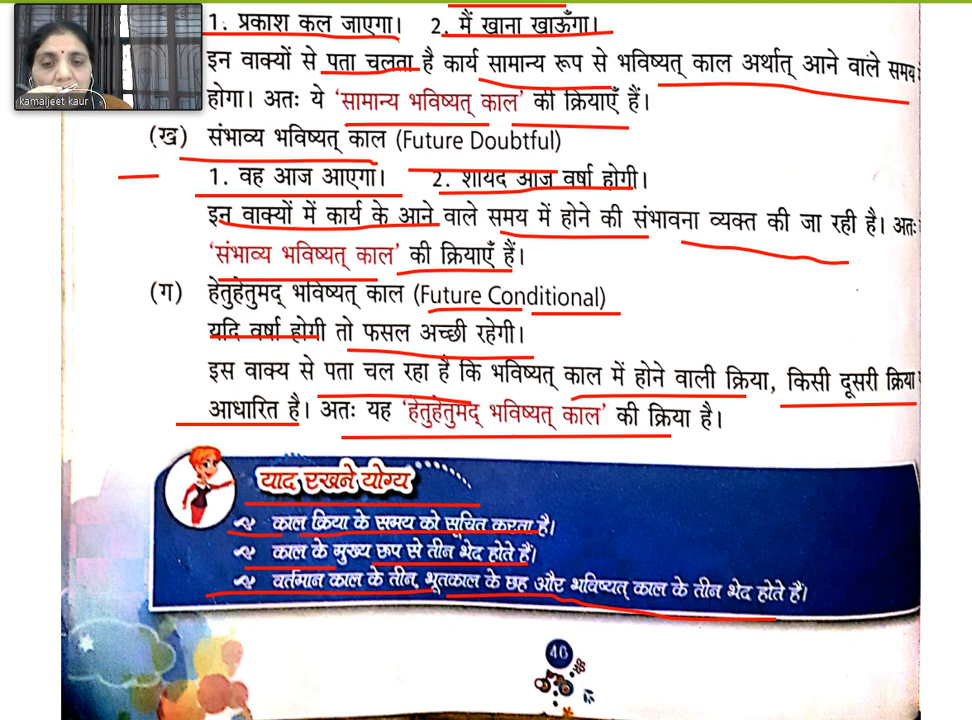 1. प्रकाश कल जाएगा। 2. मैं खाना खाऊँगा।
इन वाक्यों से पता चलता है कार्य सामान्य रूप से भविष्यत् काल अर्थात् आने वाले समय
होगा। अतः ये 'सामान्य भविष्यत् काल' की क्रियाएँ हैं।
(ख) संभाव्य भविष्यत् काल (Future Doubtful)
1. वह आज आएगा। 2. शायद आज वर्षा होगी।
इन वाक्यों में कार्य के आने वाले समय में होने की संभावना व्यक्त की जा रही है। अतः
'संभाव्य भविष्यत् काल' की क्रियाएँ हैं।
(ग) हेतुहेतुमद् भविष्यत् काल (Future Conditional)
यदि वर्षा होगी तो फसल अच्छी रहेगी।
इस वाक्य से पता चल रहा है कि भविष्यत् काल में होने वाली क्रिया, किसी दूसरी क्रिया
आधारित है। अतः यह 'हेतुहेतुमद् भविष्यत् काल' की क्रिया है।
याद रखने योग्य
काल क्रिया के समय को सूचित करता है।
काल के मुख्य रूप से तीन भेद होते हैं।
वर्तमान काल के तीन, भूतकाल के छह और भविष्यत् काल के तीन भेद होते हैं।
46
kamaljeet kaur